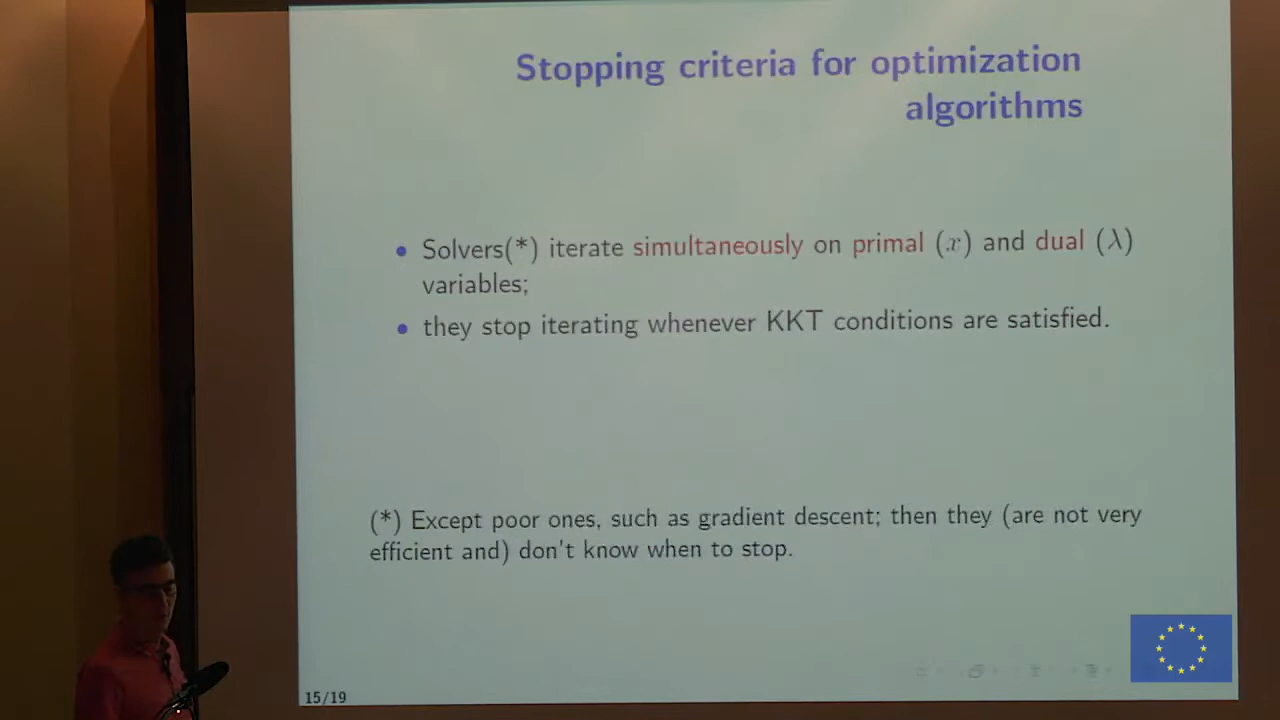 Stopping criteria for optimization
algorithms
• Solvers(*) iterate simultaneously on primal (x) and dual (λ)
variables;
• they stop iterating whenever KKT conditions are satisfied.
(*) Except poor ones, such as gradient descent; then they (are not very
efficient and) don't know when to stop.
15/19